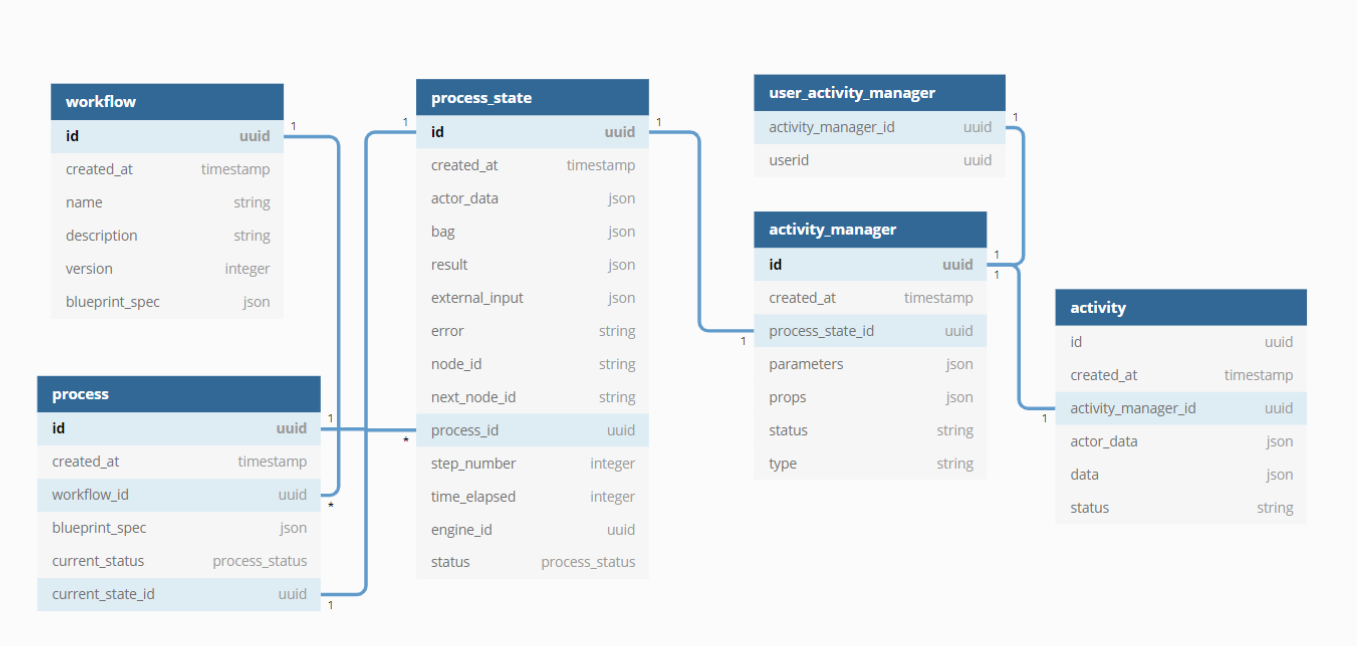 workflow
id uuid
created_at timestamp
name string
description string
version integer
blueprint_spec json
1
*
process
id uuid
created_at timestamp
workflow_id uuid
blueprint_spec json
current_status process_status
current_state_id uuid
1
*
1
1
process_state
id uuid
created_at timestamp
actor_data json
bag json
result json
external_input json
error string
node_id string
next_node_id string
process_id uuid
step_number integer
time_elapsed integer
engine_id uuid
status process_status
1
1
user_activity_manager
activity_manager_id uuid
userid uuid
1
1
activity_manager
id uuid
created_at timestamp
process_state_id uuid
parameters json
props json
status string
type string
1
1
activity
id uuid
created_at timestamp
activity_manager_id uuid
actor_data json
data json
status string